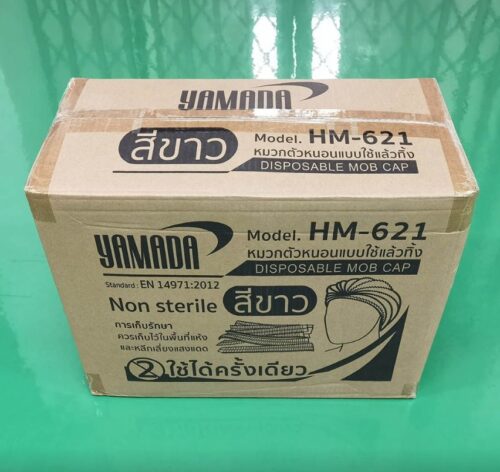 YAMADA
สีขาว
Model. HM-621
หมวกตัวหนอนแบบใช้แล้วทิ้ง
DISPOSABLE MOB CAP
YAMADA
Model. HM-621
หมวกตัวหนอนแบบใช้แล้วทิ้ง
DISPOSABLE MOB CAP
Standard : EN 14971:2012
Non sterile
สีขาว
การเก็บรักษา
ควรเก็บไว้ในพื้นที่แห้ง
และหลีกเลี่ยงแสงแดด
2 ใช้ได้ครั้งเดียว